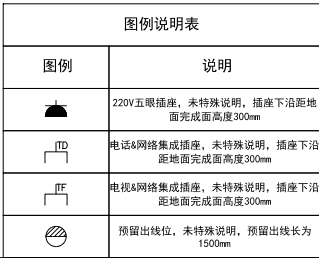 图例说明表
图例 说明
220V五眼插座，未特殊说明，插座下沿距地
面完成面高度300mm
TD 电话&网络集成插座，未特殊说明，插座下沿
距地面完成面高度300mm
TF 电视&网络集成插座，未特殊说明，插座下沿
距地面完成面高度300mm
预留出线位，未特殊说明，预留出线长为
1500mm